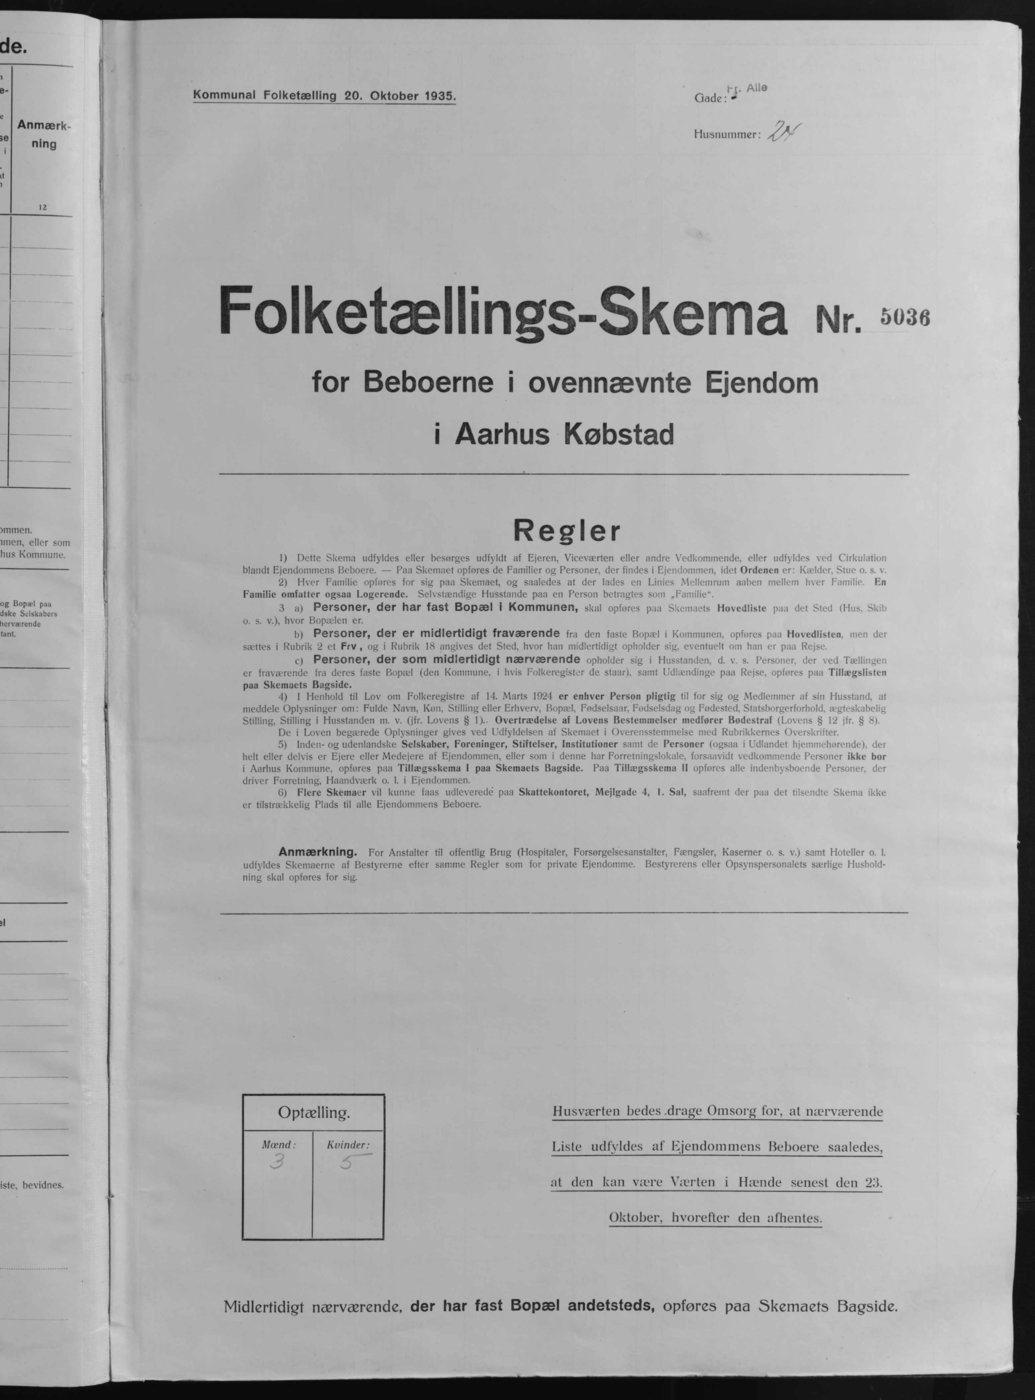 de.
Anmærk-
ning
12
ommen.
mmen, eller som
hus Kommune.
og Bopæl paa
dske Selskabers
herværende
tant.
el
iste, bevidnes.
Kommunal Folketælling 20. Oktober 1935.
Gade: Alle
Husnummer: 24
Folketællings-Skema Nr. 5036
for Beboerne i ovennævnte Ejendom
i Aarhus Købstad
Regler
1) Dette Skema udfyldes eller besørges udfyldt af Ejeren, Viceværten eller andre Vedkommende, eller udfyldes ved Cirkulation
blandt Ejendommens Beboere. — Paa Skemaet opføres de Familier og Personer, der findes i Ejendommen, idet Ordenen er: Kælder, Stue o. s. v.
2) Hver Familie opføres for sig paa Skemaet, og saaledes at der lades en Linies Mellemrum aaben mellem hver Familie. En
Familie omfatter ogsaa Logerende. Selvstændige Husstande paa en Person betragtes som „Familie“.
3 a) Personer, der har fast Bopæl i Kommunen, skal opføres paa Skemaets Hovedliste paa det Sted (Hus, Skib
o. s. v.), hvor Bopælen er.
b) Personer, der er midlertidigt fraværende fra den faste Bopæl i Kommunen, opføres paa Hovedlisten, men der
sættes i Rubrik 2 et Frv, og i Rubrik 18 angives det Sted, hvor han midlertidigt opholder sig, eventuelt om han er paa Rejse.
c) Personer, der som midlertidigt nærværende opholder sig i Husstanden, d. v. s. Personer, der ved Tællingen
er fraværende fra deres faste Bopæl (den Kommune, i hvis Folkeregister de staar), samt Udlændinge paa Rejse, opføres paa Tillægslisten
paa Skemaets Bagside.
4) I Henhold til Lov om Folkeregistre af 14. Marts 1924 er enhver Person pligtig til for sig og Medlemmer af sin Husstand, at
meddele Oplysninger om: Fulde Navn, Køn, Stilling eller Erhverv, Bopæl, Fødselsaar, Fødselsdag og Fødested, Statsborgerforhold, ægteskabelig
Stilling, Stilling i Husstanden m. v. (jfr. Lovens § 1).. Overtrædelse af Lovens Bestemmelser medfører Bødestraf (Lovens § 12 jfr. § 8).
De i Loven begærede Oplysninger gives ved Udfyldelsen af Skemaet i Overensstemmelse med Rubrikkernes Overskrifter.
5) Inden- og udenlandske Selskaber, Foreninger, Stiftelser, Institutioner samt de Personer (ogsaa i Udlandet hjemmehørende), der
helt eller delvis er Ejere eller Medejere af Ejendommen, eller som i denne har Forretningslokale, forsaavidt vedkommende Personer ikke bor
i Aarhus Kommune, opføres paa Tillægsskema I paa Skemaets Bagside. Paa Tillægsskema II opføres alle indenbysboende Personer, der
driver Forretning, Haandværk o. l. i Ejendommen.
6) Flere Skemaer vil kunne faas udleverede paa Skattekontoret, Mejlgade 4, 1. Sal, saafremt der paa det tilsendte Skema ikke
er tilstrækkelig Plads til alle Ejendommens Beboere.
Anmærkning. For Anstalter til offentlig Brug (Hospitaler, Forsørgelsesanstalter, Fængsler, Kaserner o. s. v.) samt Hoteller o. l.
udfyldes Skemaerne af Bestyrerne efter samme Regler som for private Ejendomme. Bestyrerens eller Opsynspersonalets særlige Hushold-
ning skal opføres for sig.
Optælling.
Mænd: Kvinder:
3 5
Husværten bedes drage Omsorg for, at nærværende
Liste udfyldes af Ejendommens Beboere saaledes,
at den kan være Værten i Hænde senest den 23.
Oktober, hvorefter den afhentes.
Midlertidigt nærværende, der har fast Bopæl andetsteds, opføres paa Skemaets Bagside.